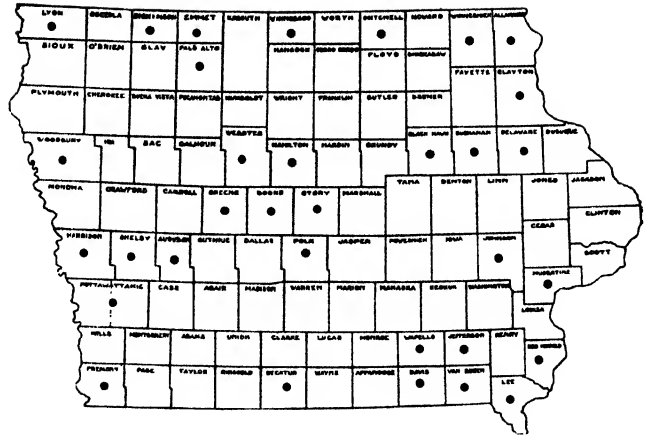 LYON OSCEOLA DICKINSON EMMET KOSSUTH WINNEBAGO WORTH MITCHELL HOWARD WINNESHIEK ALLAMAKEE
SIOUX O'BRIEN CLAY PALO ALTO HANCOCK CERRO GORDO FLOYD CHICKASAW
FAYETTE CLAYTON
PLYMOUTH CHEROKEE BUENA VISTA POCAHONTAS HUMBOLDT WRIGHT FRANKLIN BUTLER BREMER
WOODBURY IDA SAC CALHOUN WEBSTER HAMILTON HARDIN GRUNDY BLACK HAWK BUCHANAN DELAWARE DUBUQUE
MONONA CRAWFORD CARROLL GREENE BOONE STORY MARSHALL TAMA BENTON LINN JONES JACKSON
CLINTON
CEDAR
HARRISON SHELBY AUDUBON GUTHRIE DALLAS POLK JASPER POWESHIEK IOWA JOHNSON SCOTT
MUSCATINE
POTTAWATTAMIE CASS ADAIR MADISON WARREN MARION MAHASKA KEOKUK WASHINGTON
LOUISA
MILLS MONTGOMERY ADAMS UNION CLARKE LUCAS MONROE WAPELLO JEFFERSON HENRY
DES MOINES
FREMONT PAGE TAYLOR RINGGOLD DECATUR WAYNE APPANOOSE DAVIS VAN BUREN
LEE